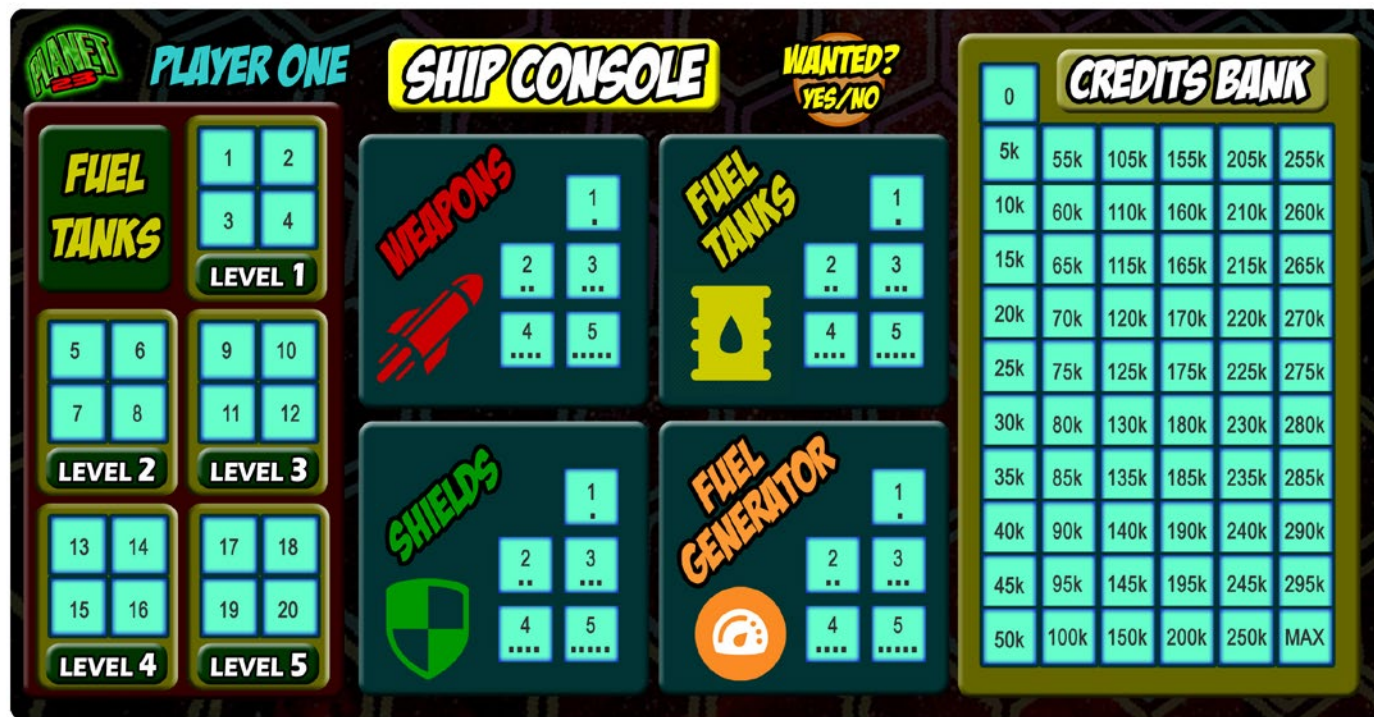 PLANET
23
PLAYER ONE
SHIP CONSOLE
WANTED?
YES/NO
CREDITS BANK
FUEL
TANKS
1 2
3 4
LEVEL 1
5 6
7 8
LEVEL 2
9 10
11 12
LEVEL 3
13 14
15 16
LEVEL 4
17 18
19 20
LEVEL 5
WEAPONS
1
2 3
4 5
FUEL
TANKS
1
2 3
4 5
SHIELDS
1
2 3
4 5
FUEL
GENERATOR
1
2 3
4 5
0
5k 55k 105k 155k 205k 255k
10k 60k 110k 160k 210k 260k
15k 65k 115k 165k 215k 265k
20k 70k 120k 170k 220k 270k
25k 75k 125k 175k 225k 275k
30k 80k 130k 180k 230k 280k
35k 85k 135k 185k 235k 285k
40k 90k 140k 190k 240k 290k
45k 95k 145k 195k 245k 295k
50k 100k 150k 200k 250k MAX